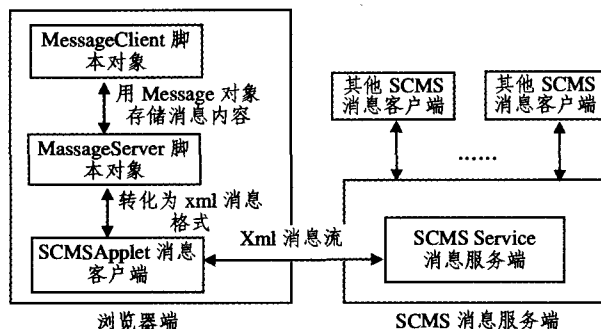 MessageClient 脚
本对象
用 Message 对象
存储消息内容
MassageServer 脚
本对象
转化为 xml 消息
格式
SCMSApplet 消息
客户端
浏览器端
Xml 消息流
其他 SCMS
消息客户端
其他 SCMS
消息客户端
......
SCMS Service
消息服务端
SCMS 消息服务端